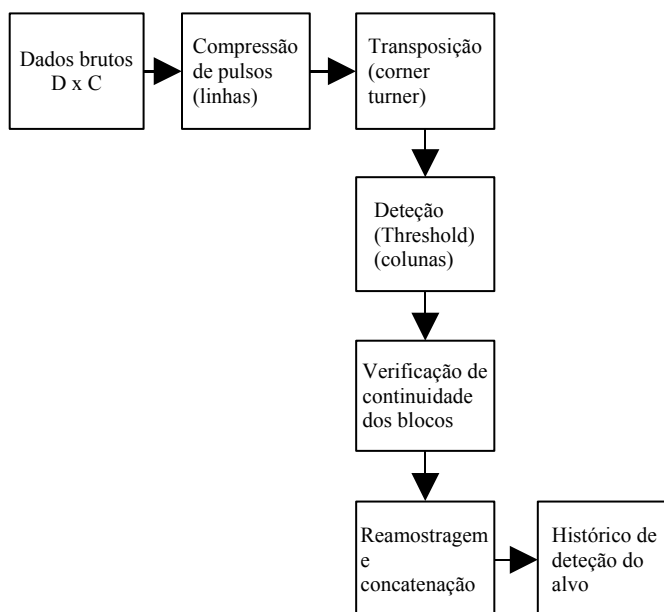 Dados brutos
D x C
Compressão
de pulsos
(linhas)
Transposição
(corner
turner)
Deteção
(Threshold)
(colunas)
Verificação de
continuidade
dos blocos
Reamostragem
e
concatenação
Histórico de
deteção do
alvo